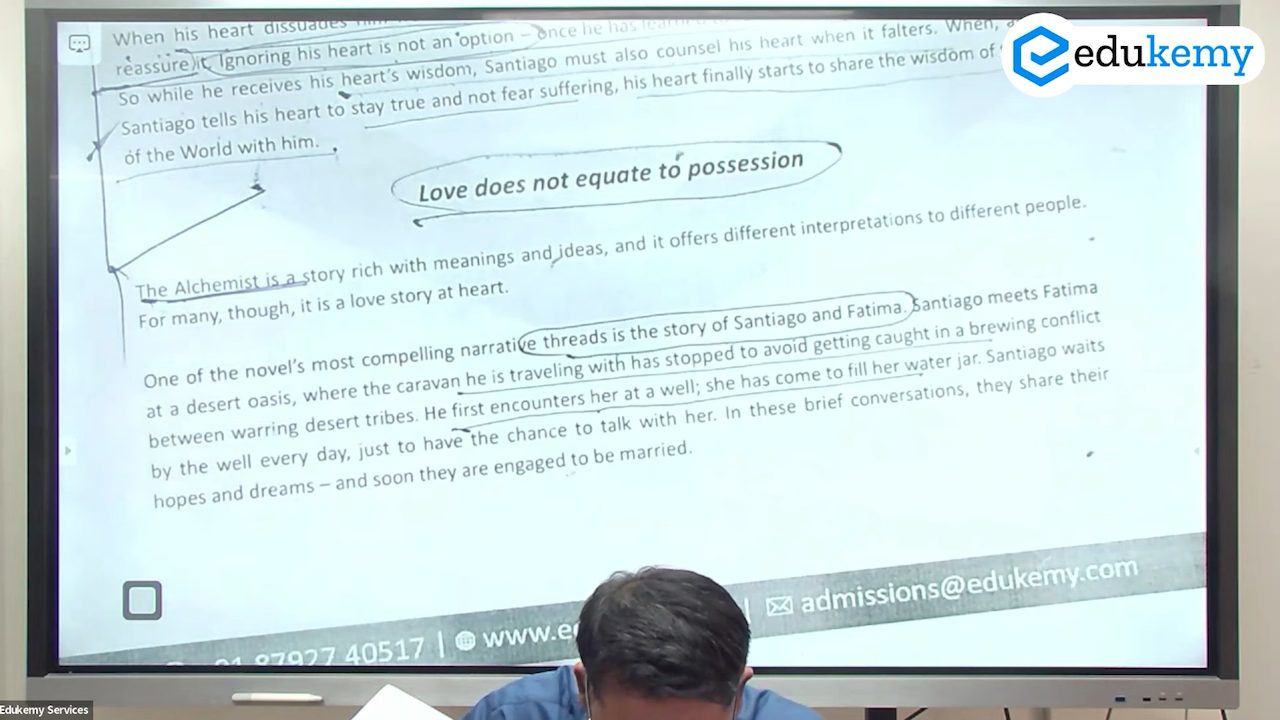 When his heart dissuades him
edukemy
reassure it. Ignoring his heart is not an option – once he has learned to
So while he receives his heart's wisdom, Santiago must also counsel his heart when it falters. When,
Santiago tells his heart to stay true and not fear suffering, his heart finally starts to share the wisdom of
of the World with him.
Love does not equate to possession
The Alchemist is a story rich with meanings and ideas, and it offers different interpretations to different people.
For many, though, it is a love story at heart.
One of the novel's most compelling narrative threads is the story of Santiago and Fatima. Santiago meets Fatima
at a desert oasis, where the caravan he is traveling with has stopped to avoid getting caught in a brewing conflict
between warring desert tribes. He first encounters her at a well; she has come to fill her water jar. Santiago waits
by the well every day, just to have the chance to talk with her. In these brief conversations, they share their
hopes and dreams – and soon they are engaged to be married.
91 87927 40517 | www.e | admissions@edukemy.com
Edukemy Services